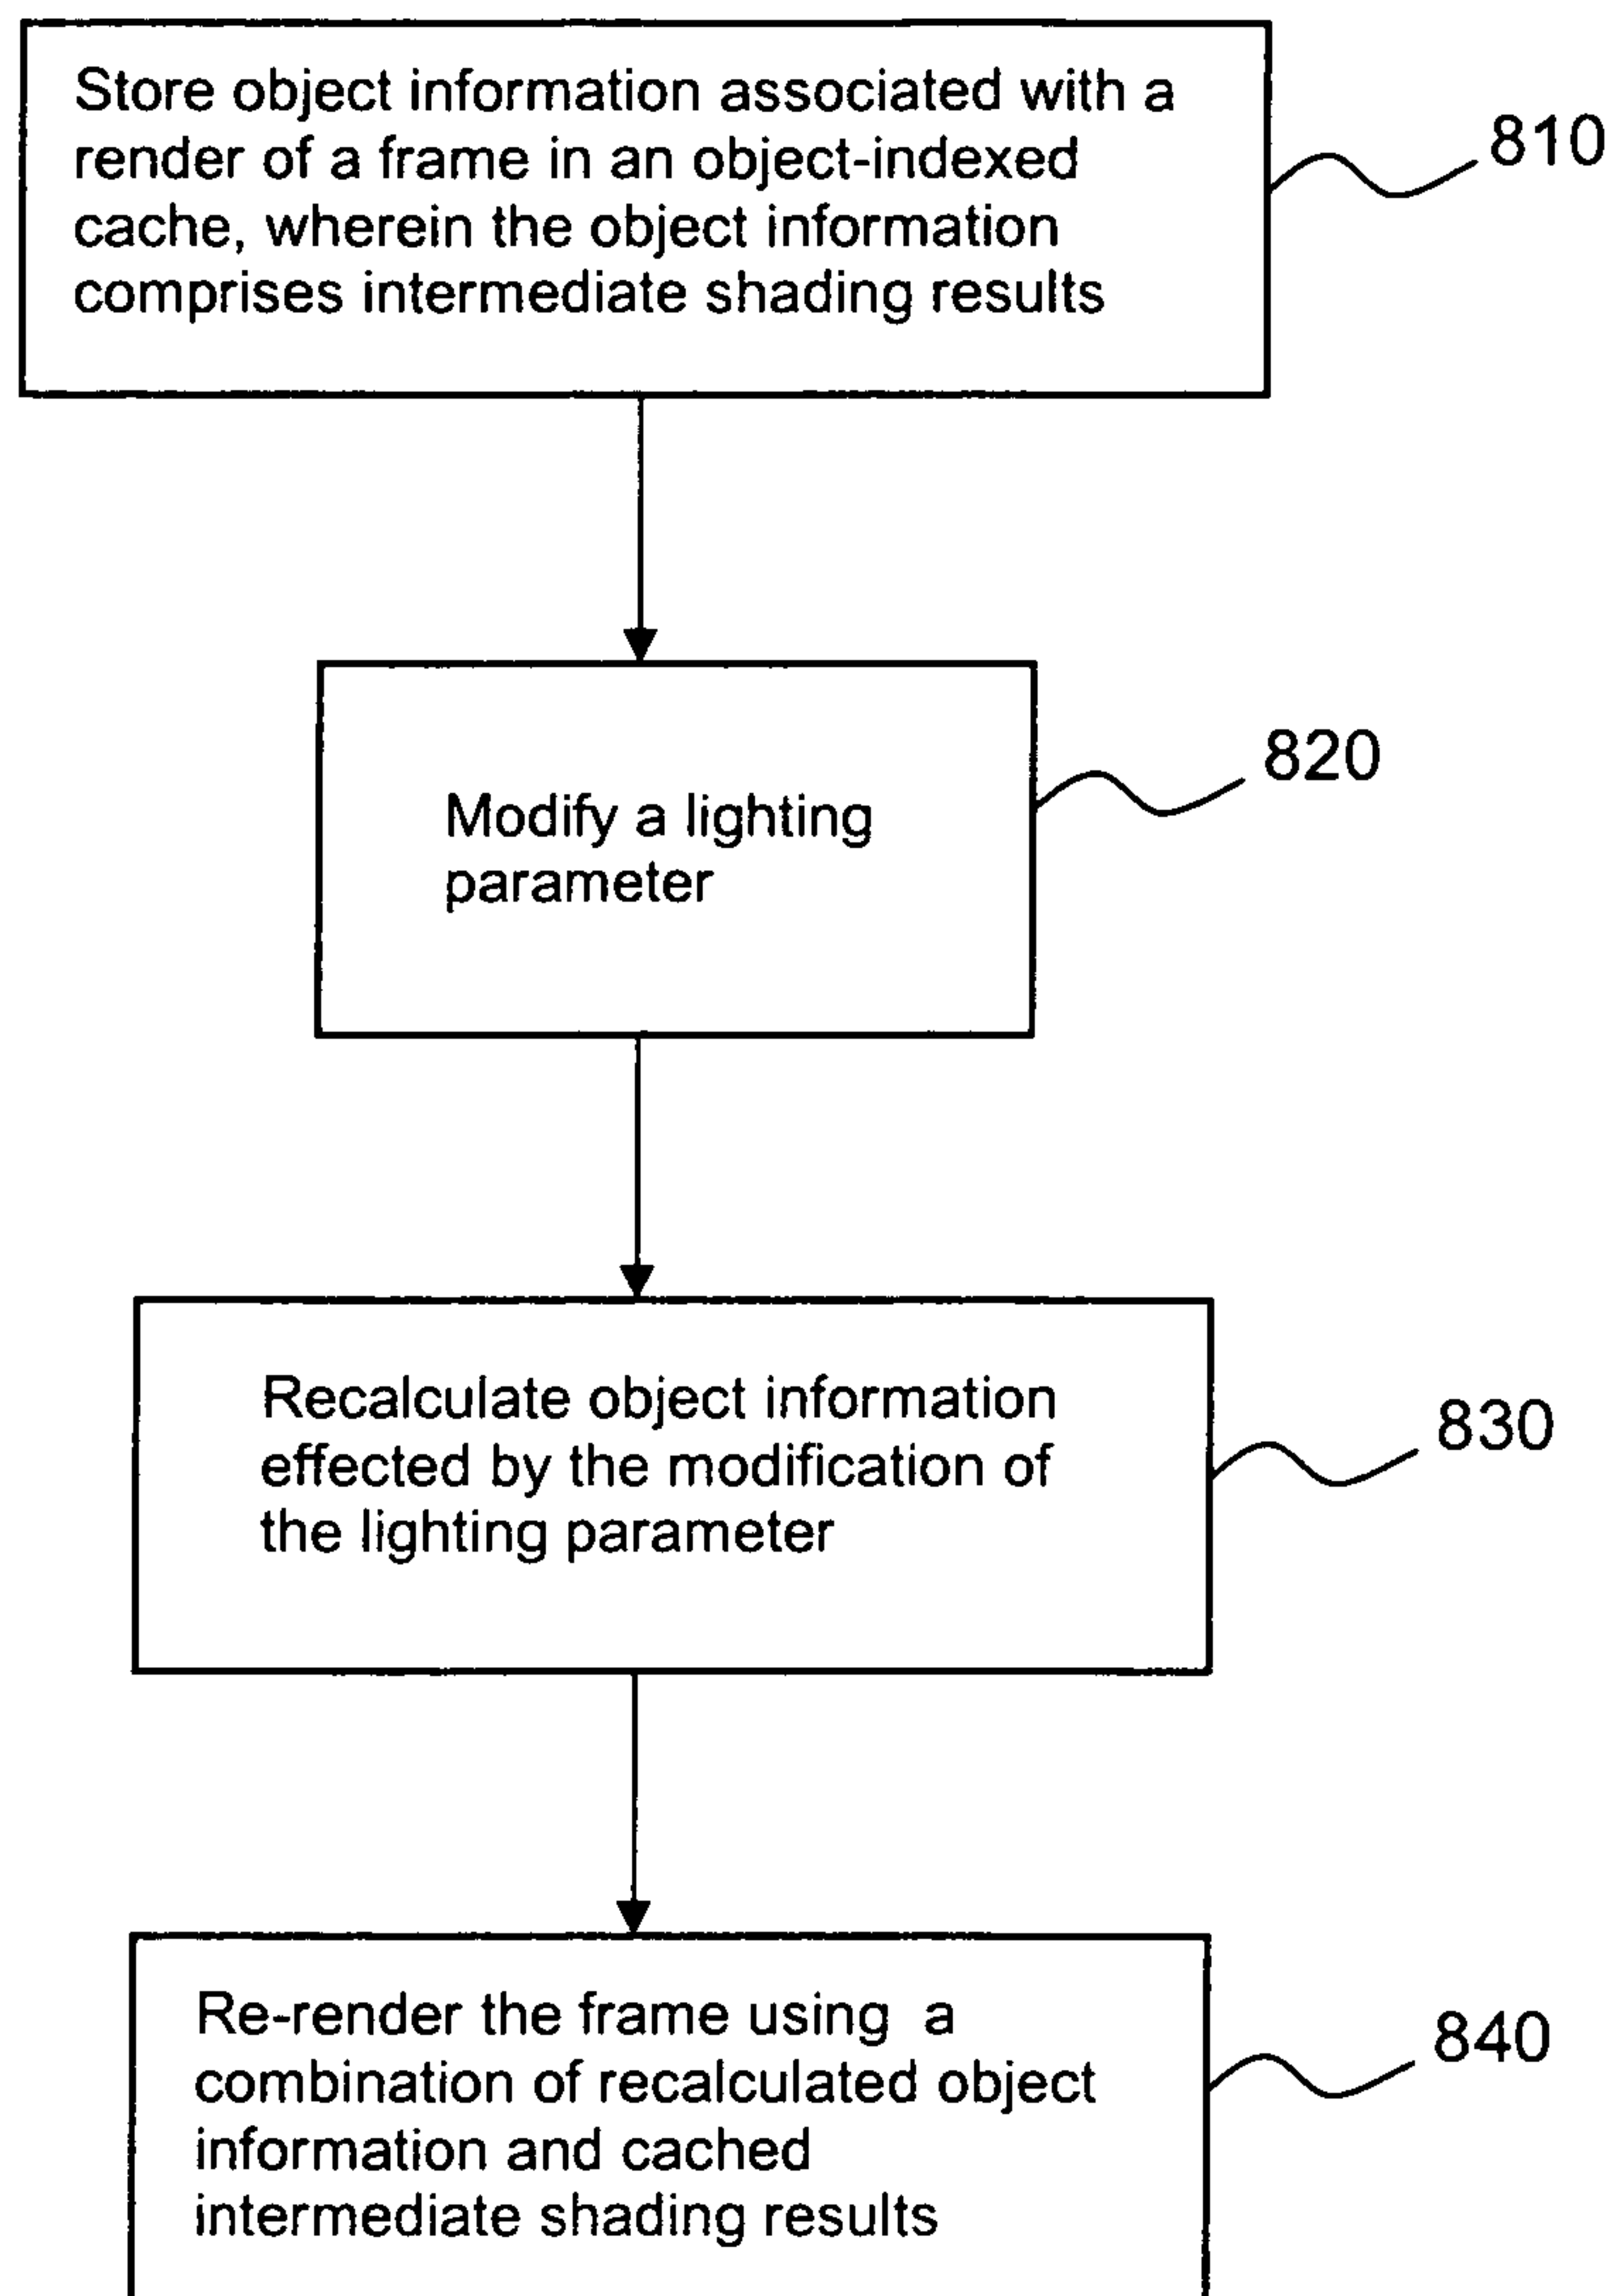 Store object information associated with a
render of a frame in an object-indexed
cache, wherein the object information
comprises intermediate shading results
810
Modify a lighting
parameter
820
Recalculate object information
effected by the modification of
the lighting parameter
830
Re-render the frame using a
combination of recalculated object
information and cached
intermediate shading results
840